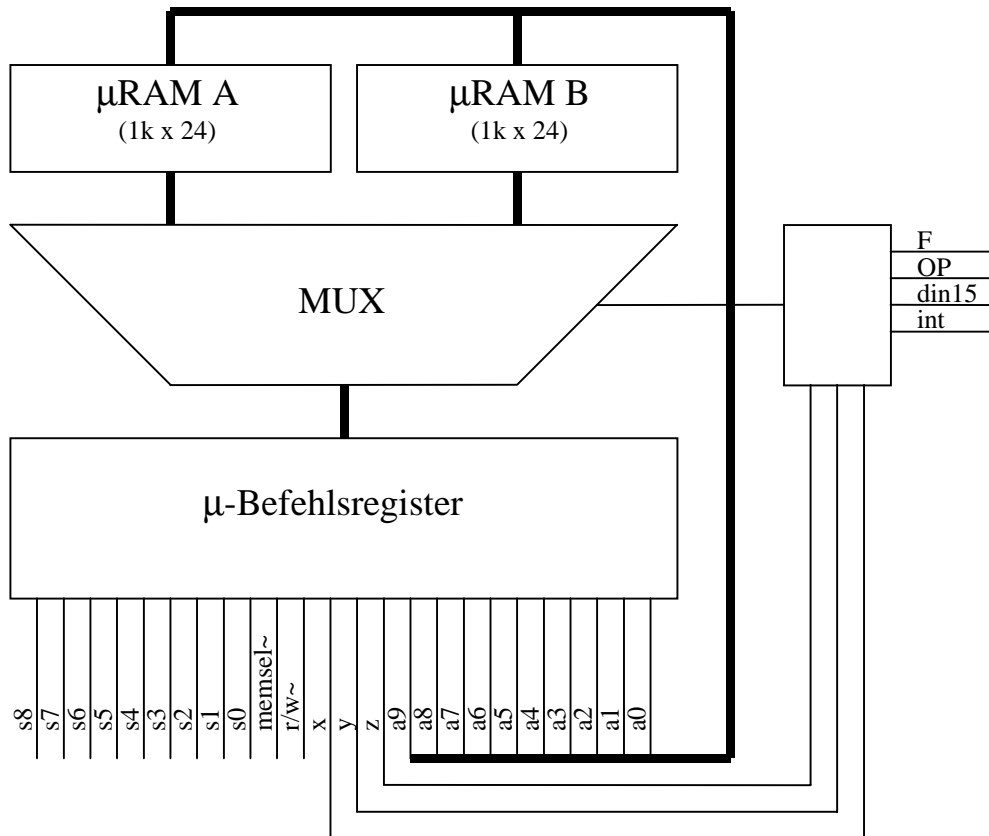 μRAM A
(1k x 24)
μRAM B
(1k x 24)
MUX
F
OP
din15
int
μ-Befehlsregister
s8
s7
s6
s5
s4
s3
s2
s1
s0
memsel~
r/w~
x
y
z
a9
a8
a7
a6
a5
a4
a3
a2
a1
a0